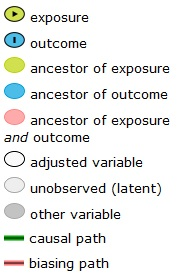 exposure
outcome
ancestor of exposure
ancestor of outcome
ancestor of exposure
and outcome
adjusted variable
unobserved (latent)
other variable
causal path
biasing path